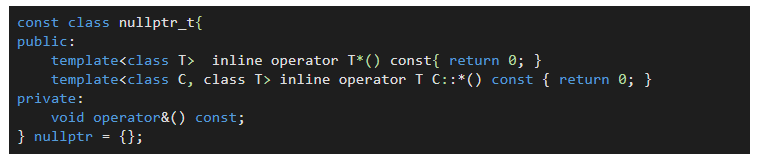 const class nullptr_t{
public:
    template<class T>  inline operator T*() const{ return 0; }
    template<class C, class T> inline operator T C::*() const { return 0; }
private:
    void operator&() const;
} nullptr = {};